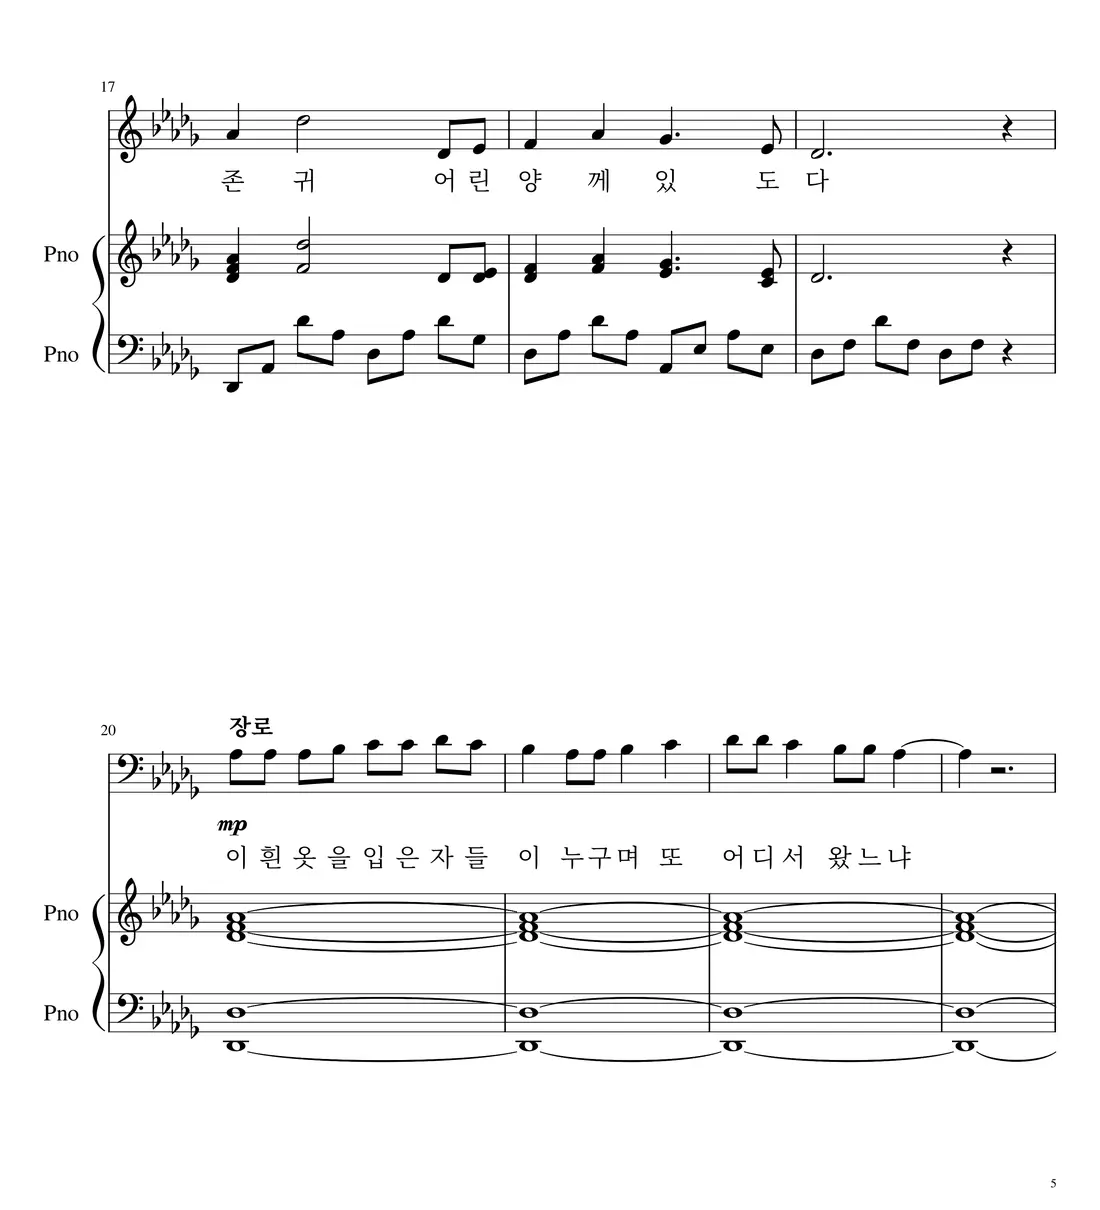 17
존 귀 어 린 양 께 있 도 다
Pno
Pno
20
장로
mp
이 흰 옷 을 입 은 자 들 이 누 구 며 또 어 디 서 왔 느 냐
Pno
Pno
5